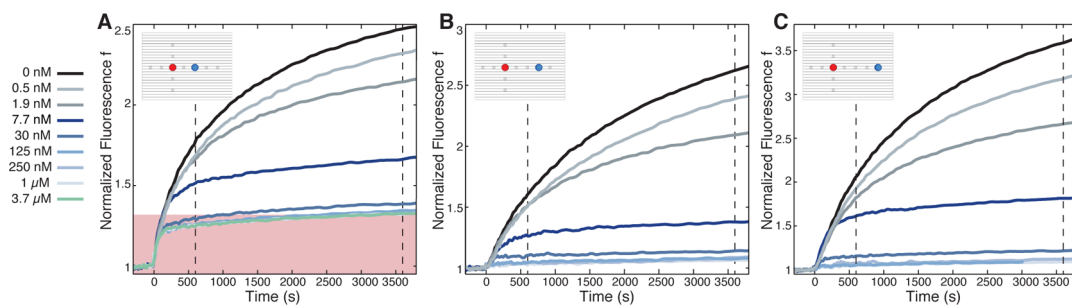 A
B
C
0 nM
0.5 nM
1.9 nM
7.7 nM
30 nM
125 nM
250 nM
1 µM
3.7 µM
Normalized Fluorescence f
2.5
2
1.5
1
0 500 1000 1500 2000 2500 3000 3500
Time (s)
Normalized Fluorescence f
3
2.5
2
1.5
1
0 500 1000 1500 2000 2500 3000 3500
Time (s)
Normalized Fluorescence f
3.5
3
2.5
2
1.5
1
0 500 1000 1500 2000 2500 3000 3500
Time (s)